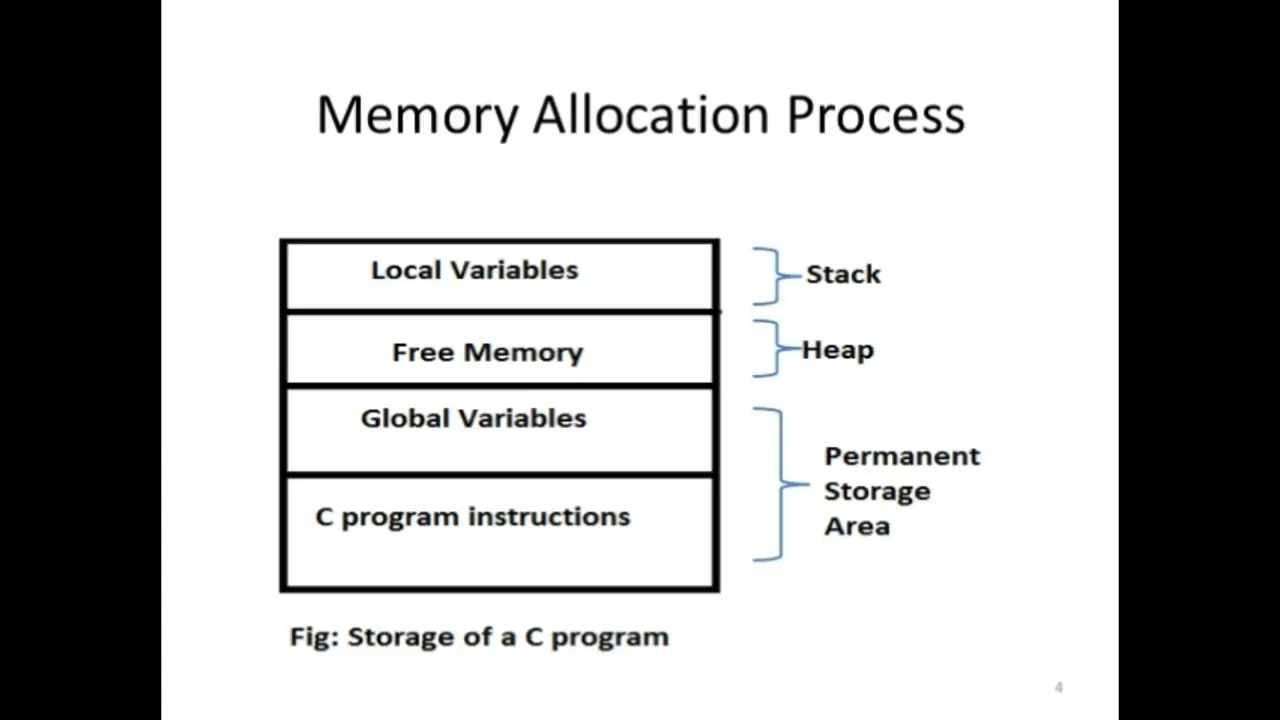 Memory Allocation Process
Local Variables
Stack
Free Memory
Heap
Global Variables
Permanent
Storage
Area
C program instructions
Fig: Storage of a C program
4